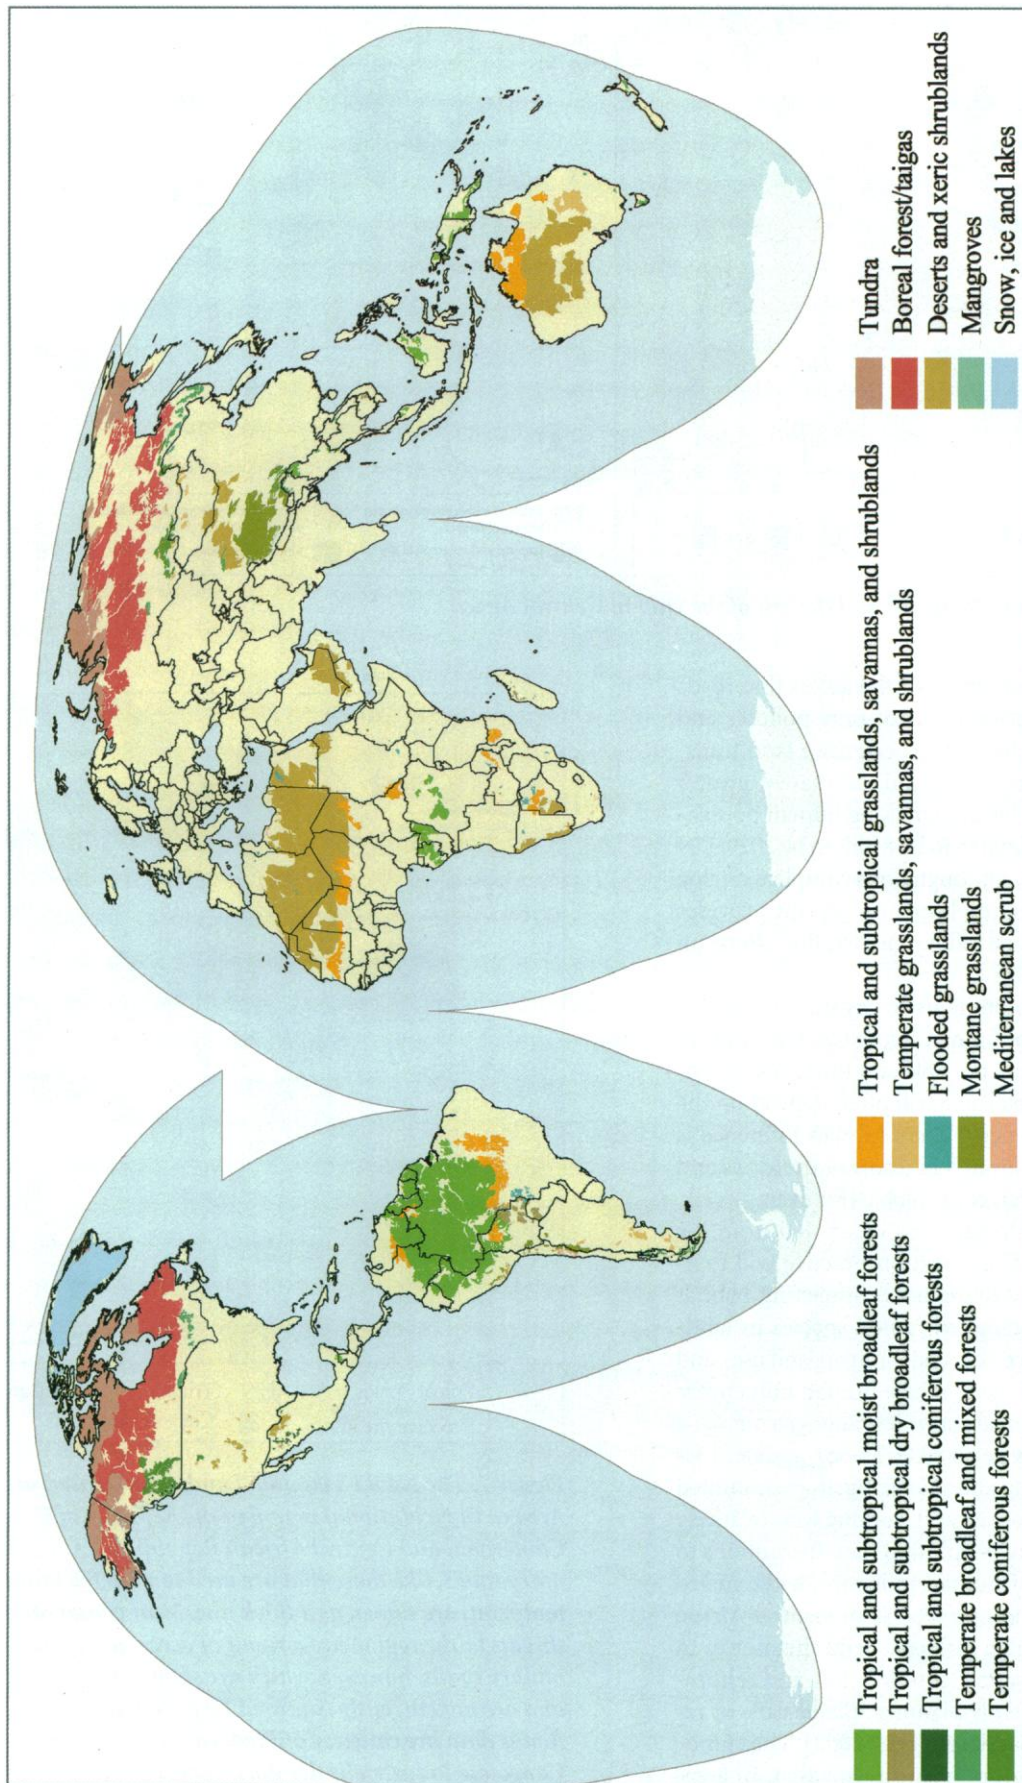 Tropical and subtropical moist broadleaf forests
Tropical and subtropical dry broadleaf forests
Tropical and subtropical coniferous forests
Temperate broadleaf and mixed forests
Temperate coniferous forests
Tropical and subtropical grasslands, savannas, and shrublands
Temperate grasslands, savannas, and shrublands
Flooded grasslands
Montane grasslands
Mediterranean scrub
Tundra
Boreal forest/taigas
Deserts and xeric shrublands
Mangroves
Snow, ice and lakes